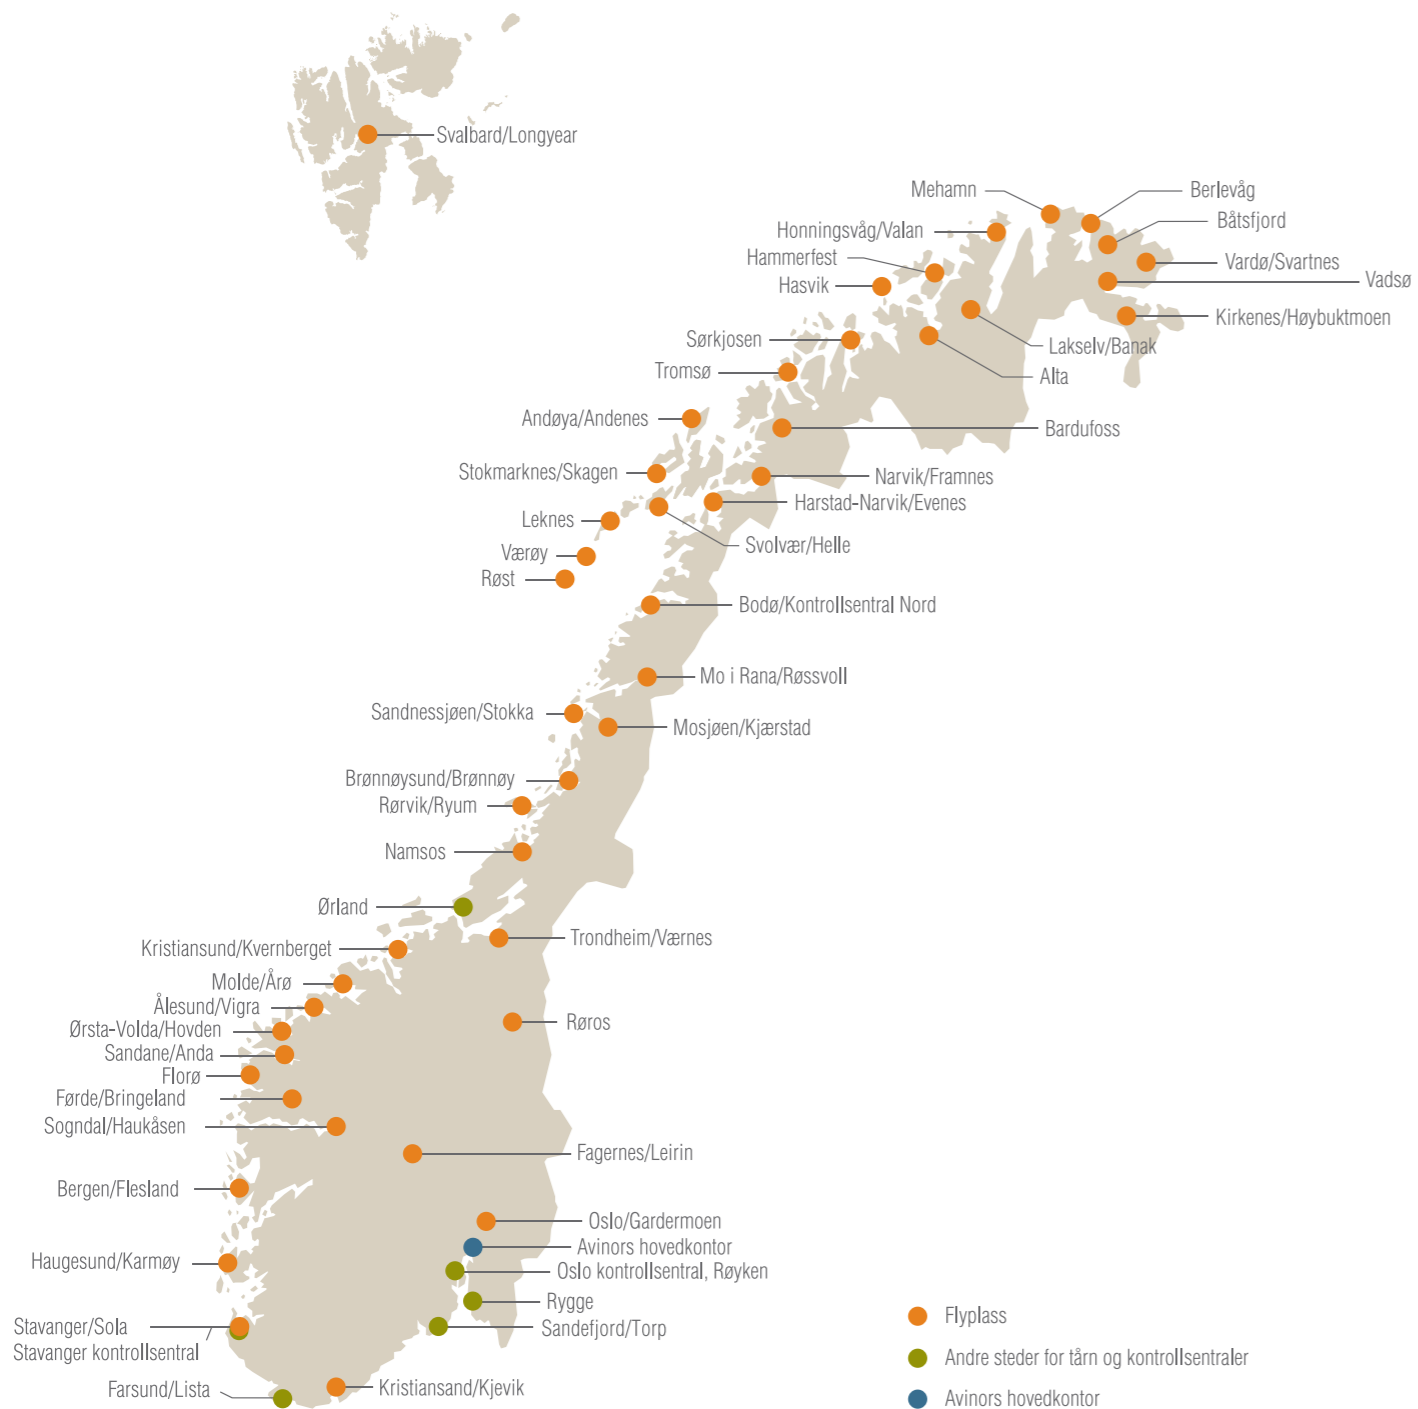 Svalbard/Longyear
Mehamn
Berlevåg
Honningsvåg/Valan
Båtsfjord
Hammerfest
Vardø/Svartnes
Hasvik
Vadsø
Kirkenes/Høybuktmoen
Sørkjosen
Lakselv/Banak
Tromsø
Alta
Andøya/Andenes
Bardufoss
Stokmarknes/Skagen
Narvik/Framnes
Harstad-Narvik/Evenes
Leknes
Svolvær/Helle
Værøy
Røst
Bodø/Kontrollsentral Nord
Mo i Rana/Røssvoll
Sandnessjøen/Stokka
Mosjøen/Kjærstad
Brønnøysund/Brønnøy
Rørvik/Ryum
Namsos
Ørland
Trondheim/Værnes
Kristiansund/Kvernberget
Molde/Årø
Ålesund/Vigra
Røros
Ørsta-Volda/Hovden
Sandane/Anda
Florø
Førde/Bringeland
Sogndal/Haukåsen
Fagernes/Leirin
Bergen/Flesland
Oslo/Gardermoen
Avinors hovedkontor
Haugesund/Karmøy
Oslo kontrollsentral, Røyken
Rygge
Stavanger/Sola
Sandefjord/Torp
Stavanger kontrollsentral
Farsund/Lista
Kristiansand/Kjevik
Flyplass
Andre steder for tårn og kontrollsentraler
Avinors hovedkontor